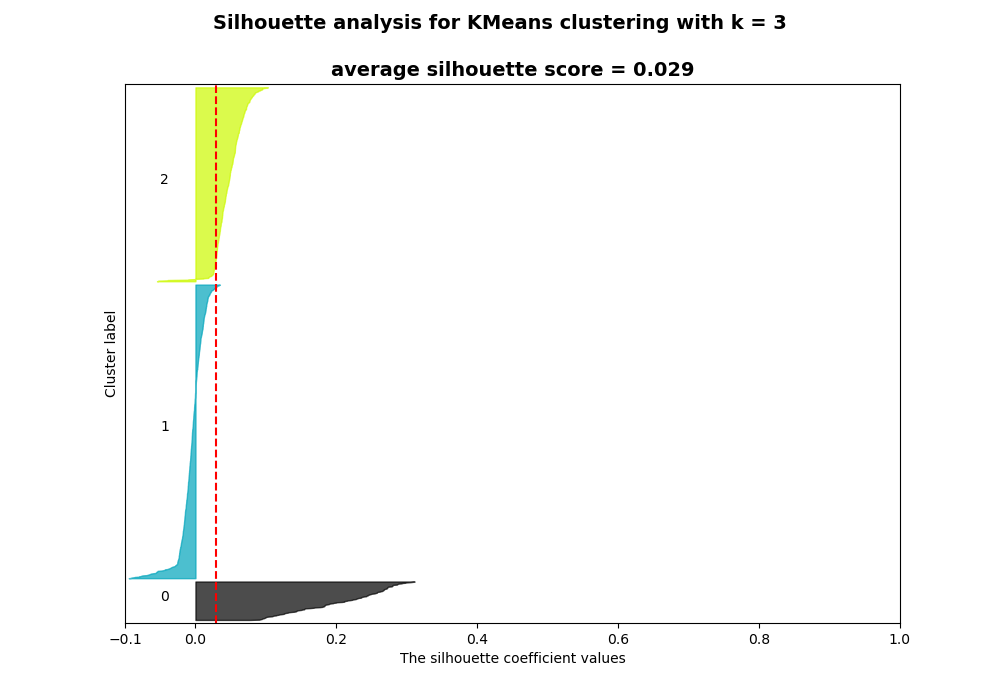 Silhouette analysis for KMeans clustering with k = 3
average silhouette score = 0.029
2
1
0
Cluster label
−0.1 0.0 0.2 0.4 0.6 0.8 1.0
The silhouette coefficient values